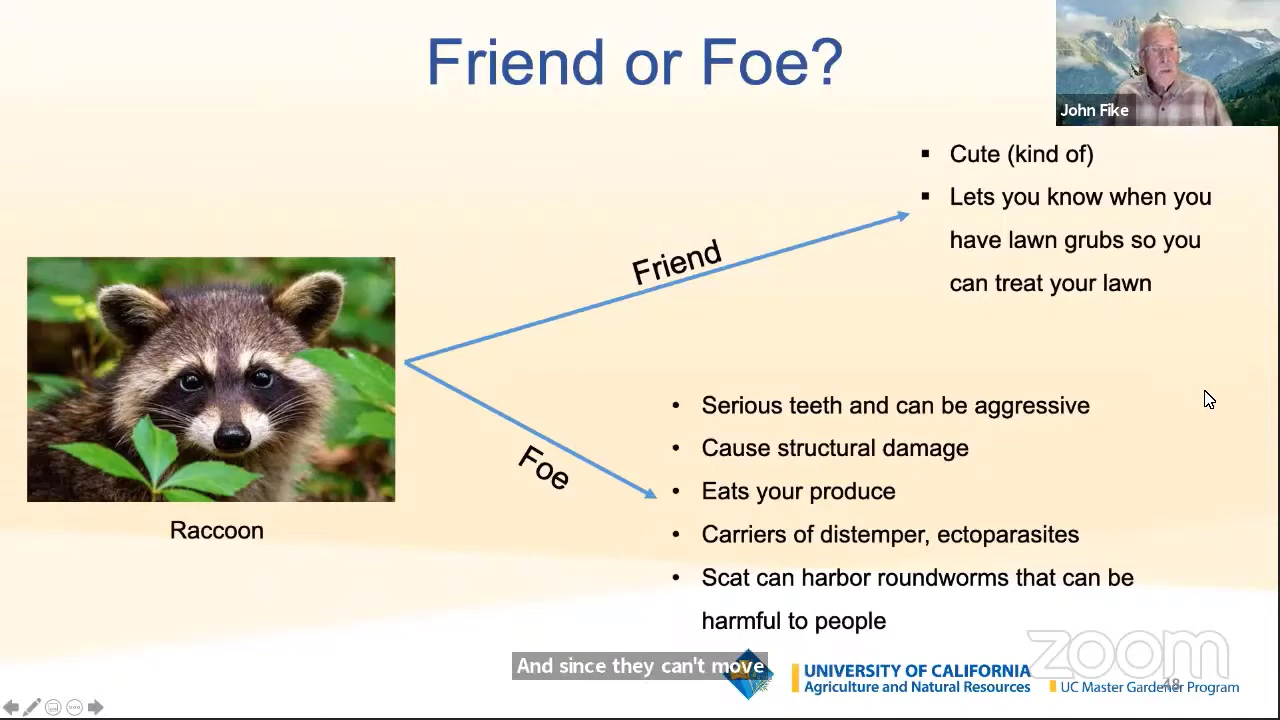 Friend or Foe?
John Fike
Cute (kind of)
Lets you know when you
have lawn grubs so you
can treat your lawn
Friend
Foe
Raccoon
Serious teeth and can be aggressive
Cause structural damage
Eats your produce
Carriers of distemper, ectoparasites
Scat can harbor roundworms that can be
harmful to people
zoom
And since they can't move
UNIVERSITY OF CALIFORNIA
Agriculture and Natural Resources
UC Master Gardener Program
48